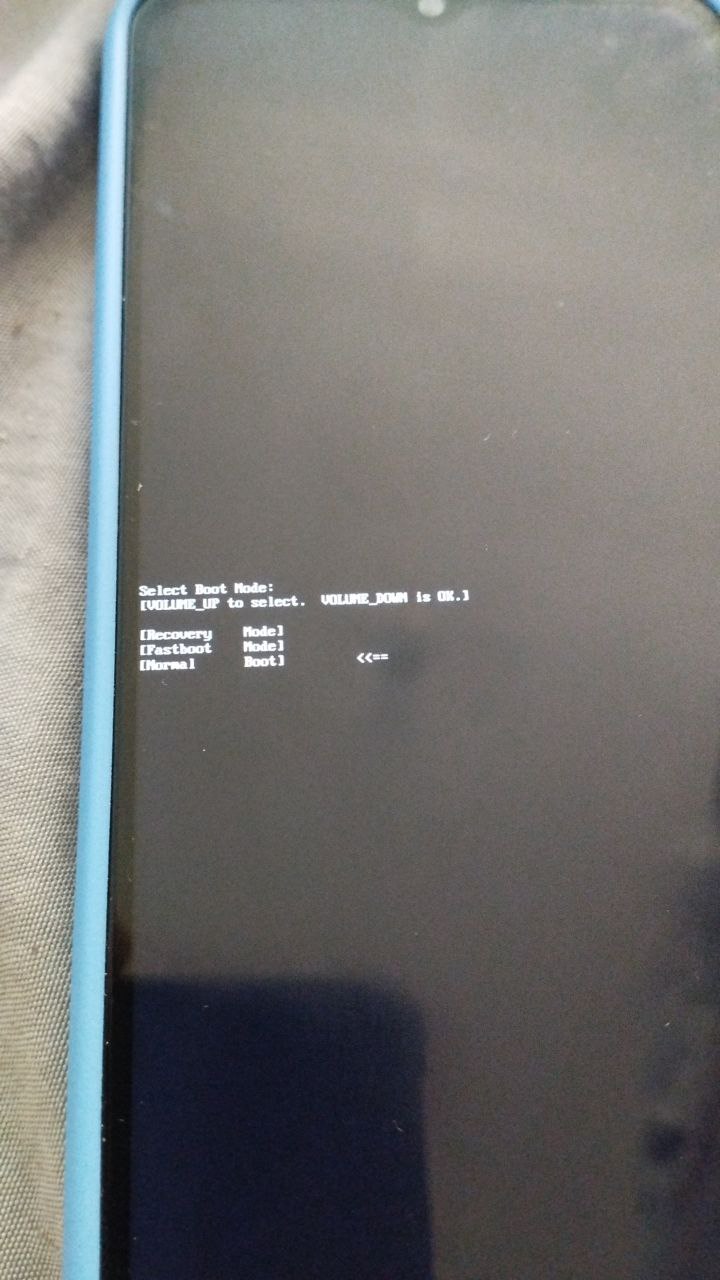 Select Boot Mode:
[VOLUME_UP to select.  VOLUME_DOWN is OK.]
[Recovery    Mode]
[Fastboot    Mode]
[Normal      Boot]         <<==